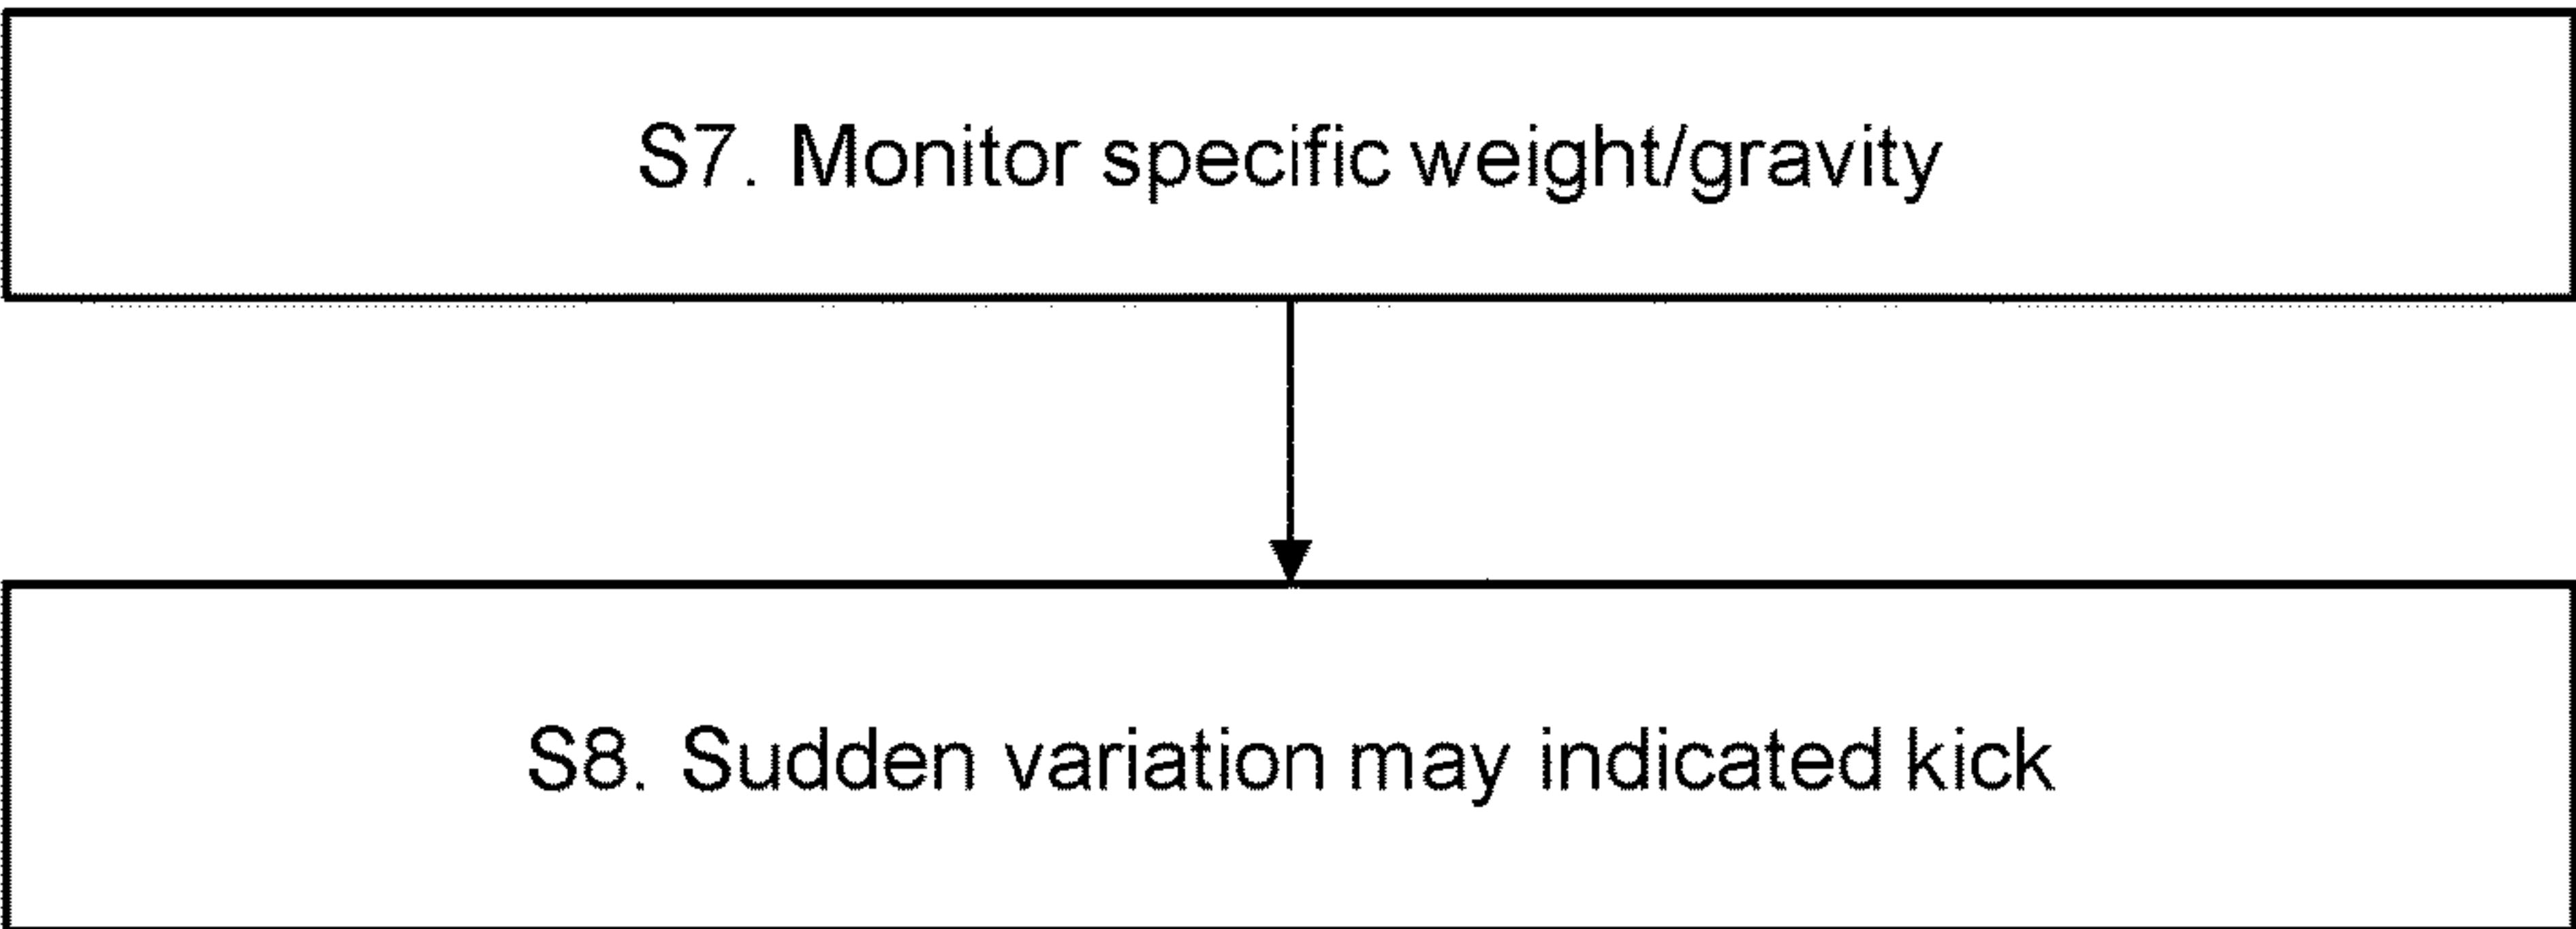 S7. Monitor specific weight/gravity
S8. Sudden variation may indicated kick